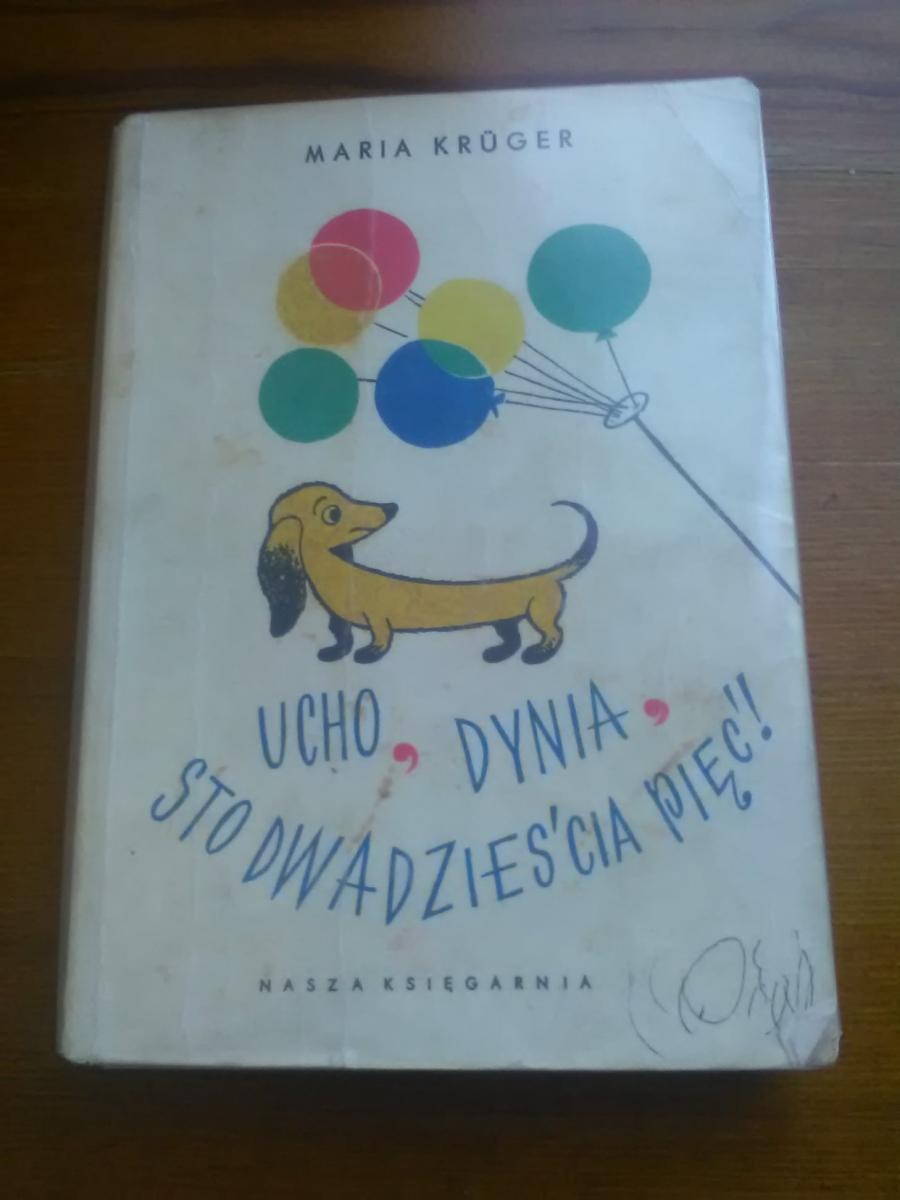 MARIA KRÜGER
UCHO, DYNIA,
STO DWADZIEŚCIA PIĘĆ!
NASZA KSIĘGARNIA